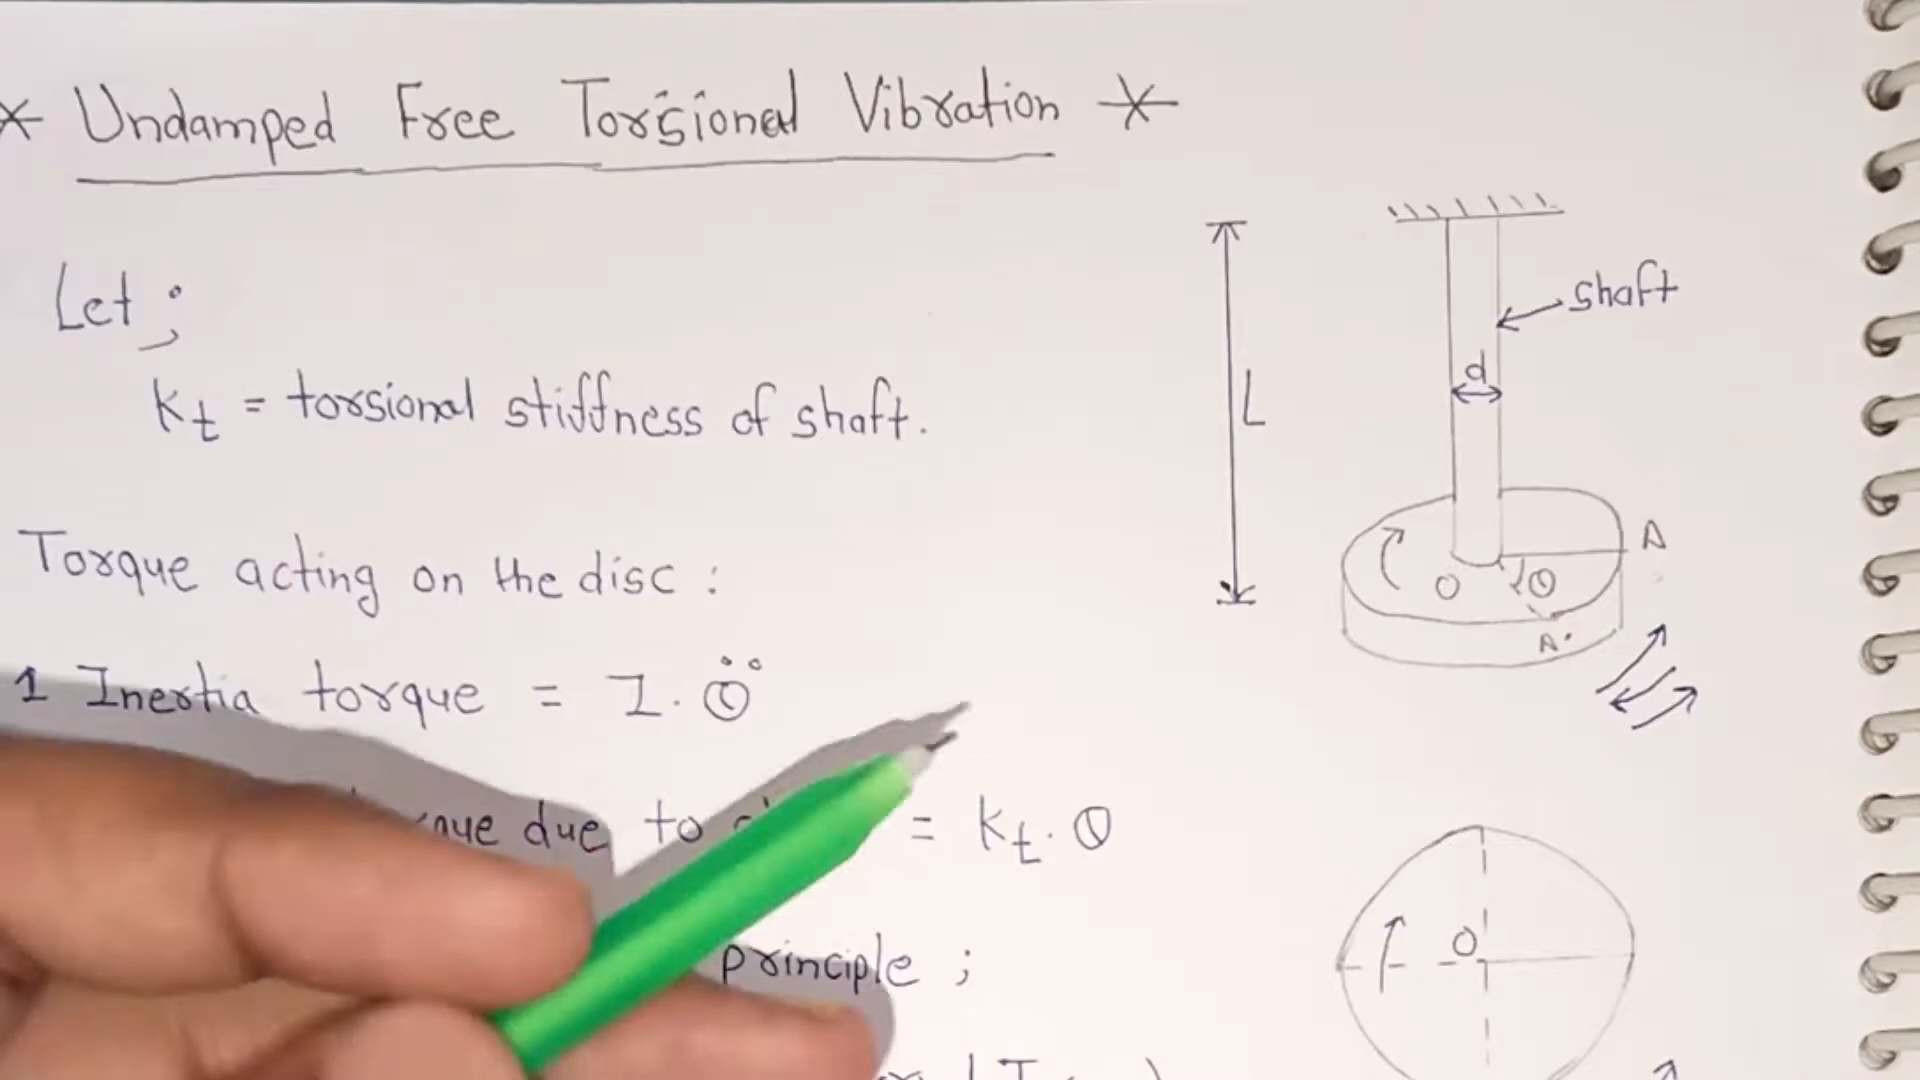 * Undamped Free Torsional Vibration *
Let ;
Kt = torsional stiffness of shaft.
Torque acting on the disc :
1 Inertia torque = I. θ̈
due to = Kt. θ
principle ;
shaft
d
L
A
O
θ
A'
O